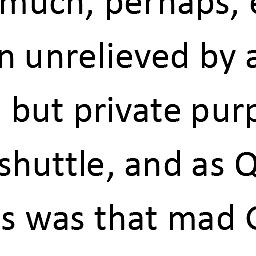 much, perhaps,
n unrelieved by a
but private purp
shuttle, and as Q
s was that mad